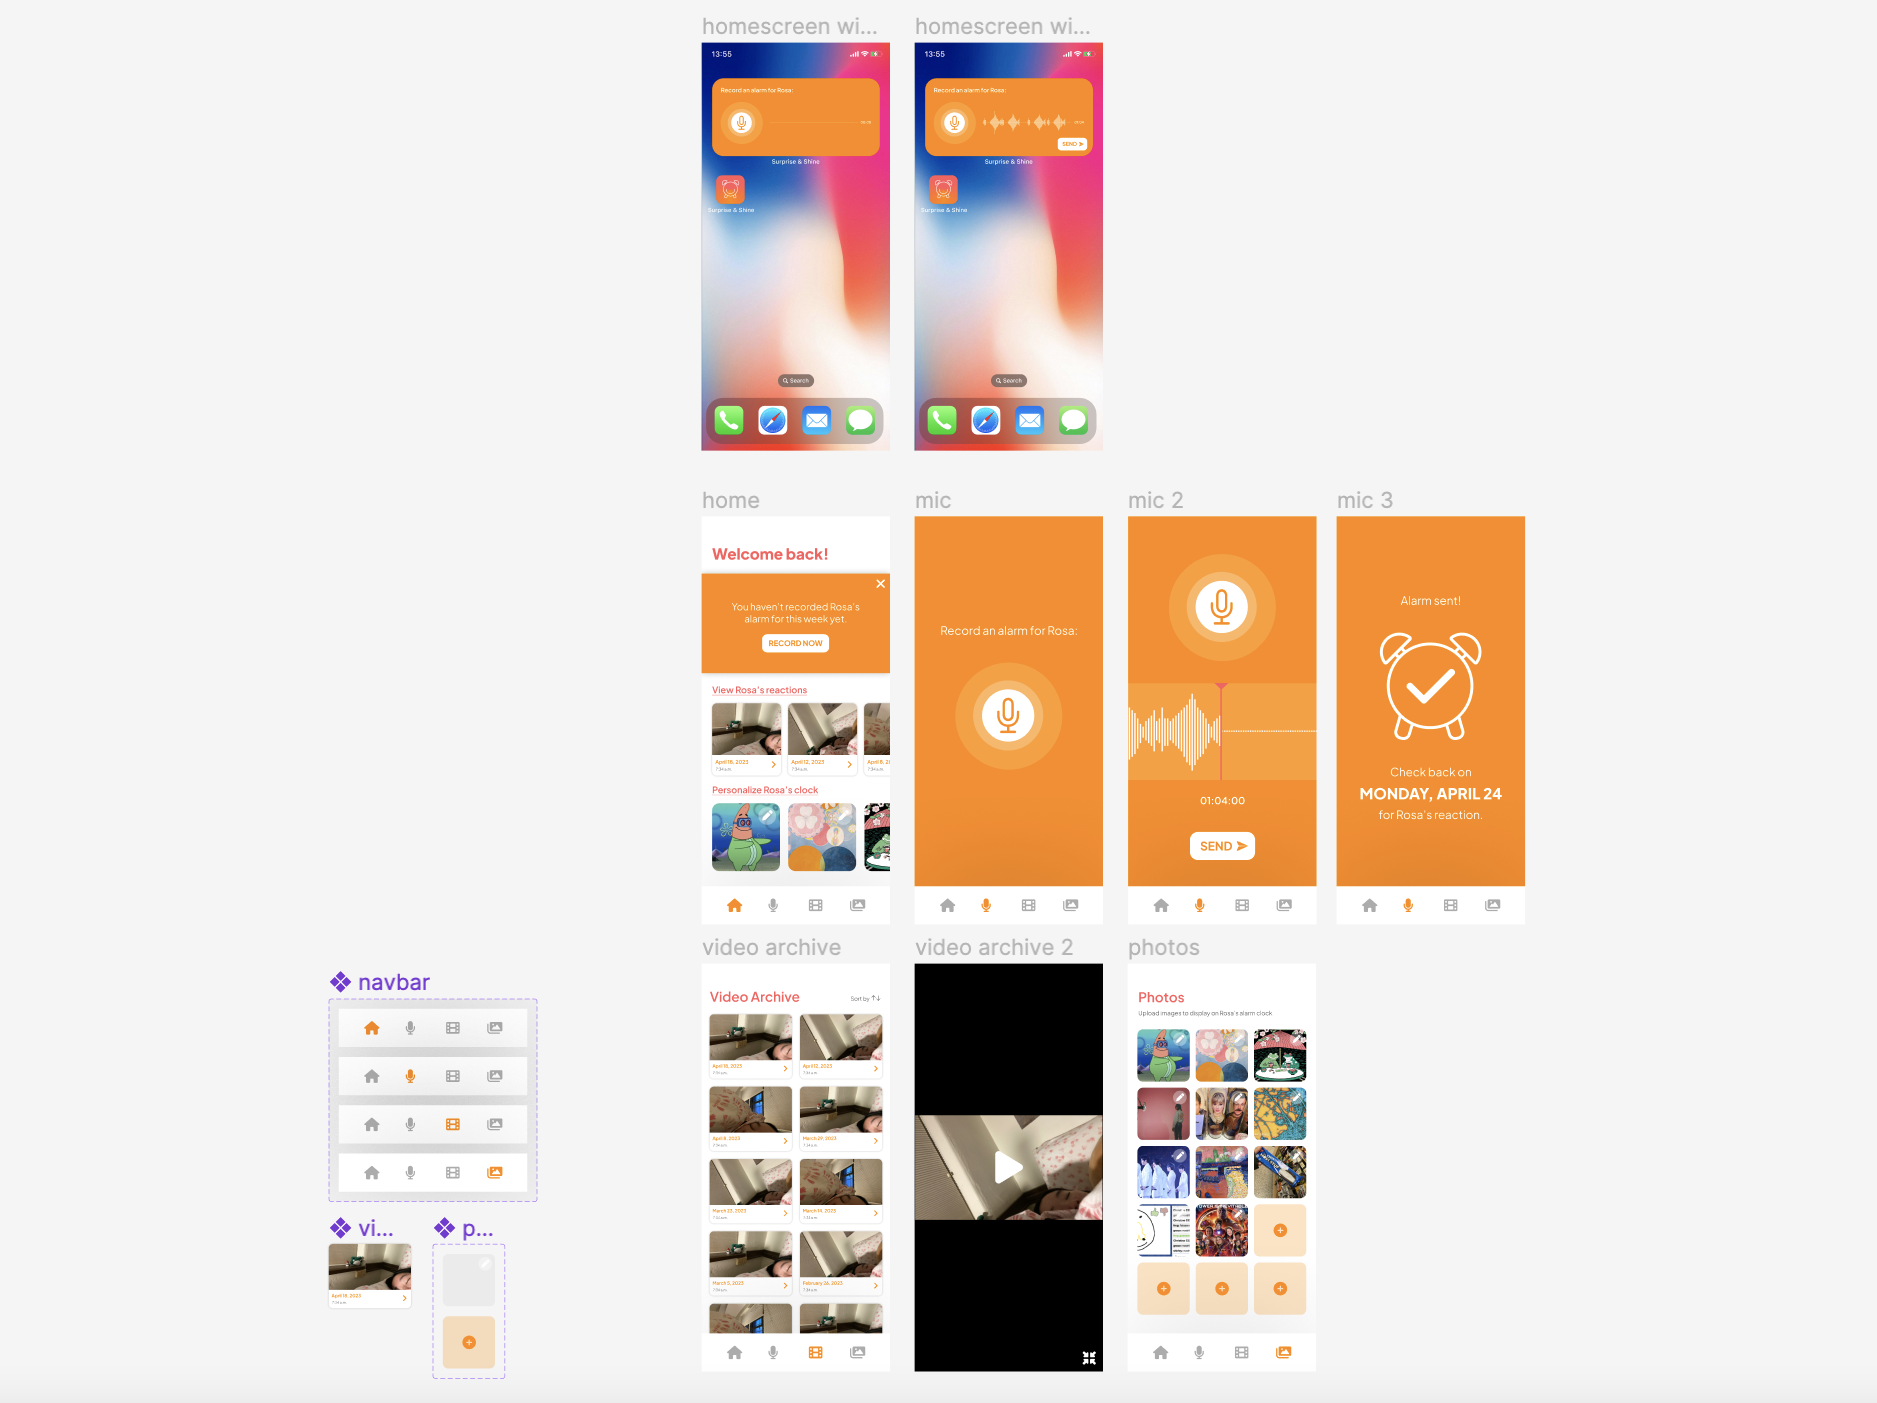 homescreen wi...
13:55
Record an alarm for Rosa:
Surprise & Shine
Surprise & Shine
Search
homescreen wi...
13:55
Record an alarm for Rosa:
SEND
Surprise & Shine
Surprise & Shine
Search
home
Welcome back!
You haven't recorded Rosa's
alarm for this week yet.
RECORD NOW
View Rosa's reactions
April 18, 2023
April 12, 2023
Personalize Rosa's clock
mic
Record an alarm for Rosa:
mic 2
01:04:00
SEND
mic 3
Alarm sent!
Check back on
MONDAY, APRIL 24
for Rosa's reaction.
video archive
Video Archive
Sort by
April 18, 2023
April 12, 2023
April 8, 2023
March 29, 2023
March 23, 2023
March 14, 2023
March 5, 2023
February 26, 2023
video archive 2
photos
Photos
Upload images to display on Rosa's alarm clock
navbar
vi...
April 18, 2023
p...